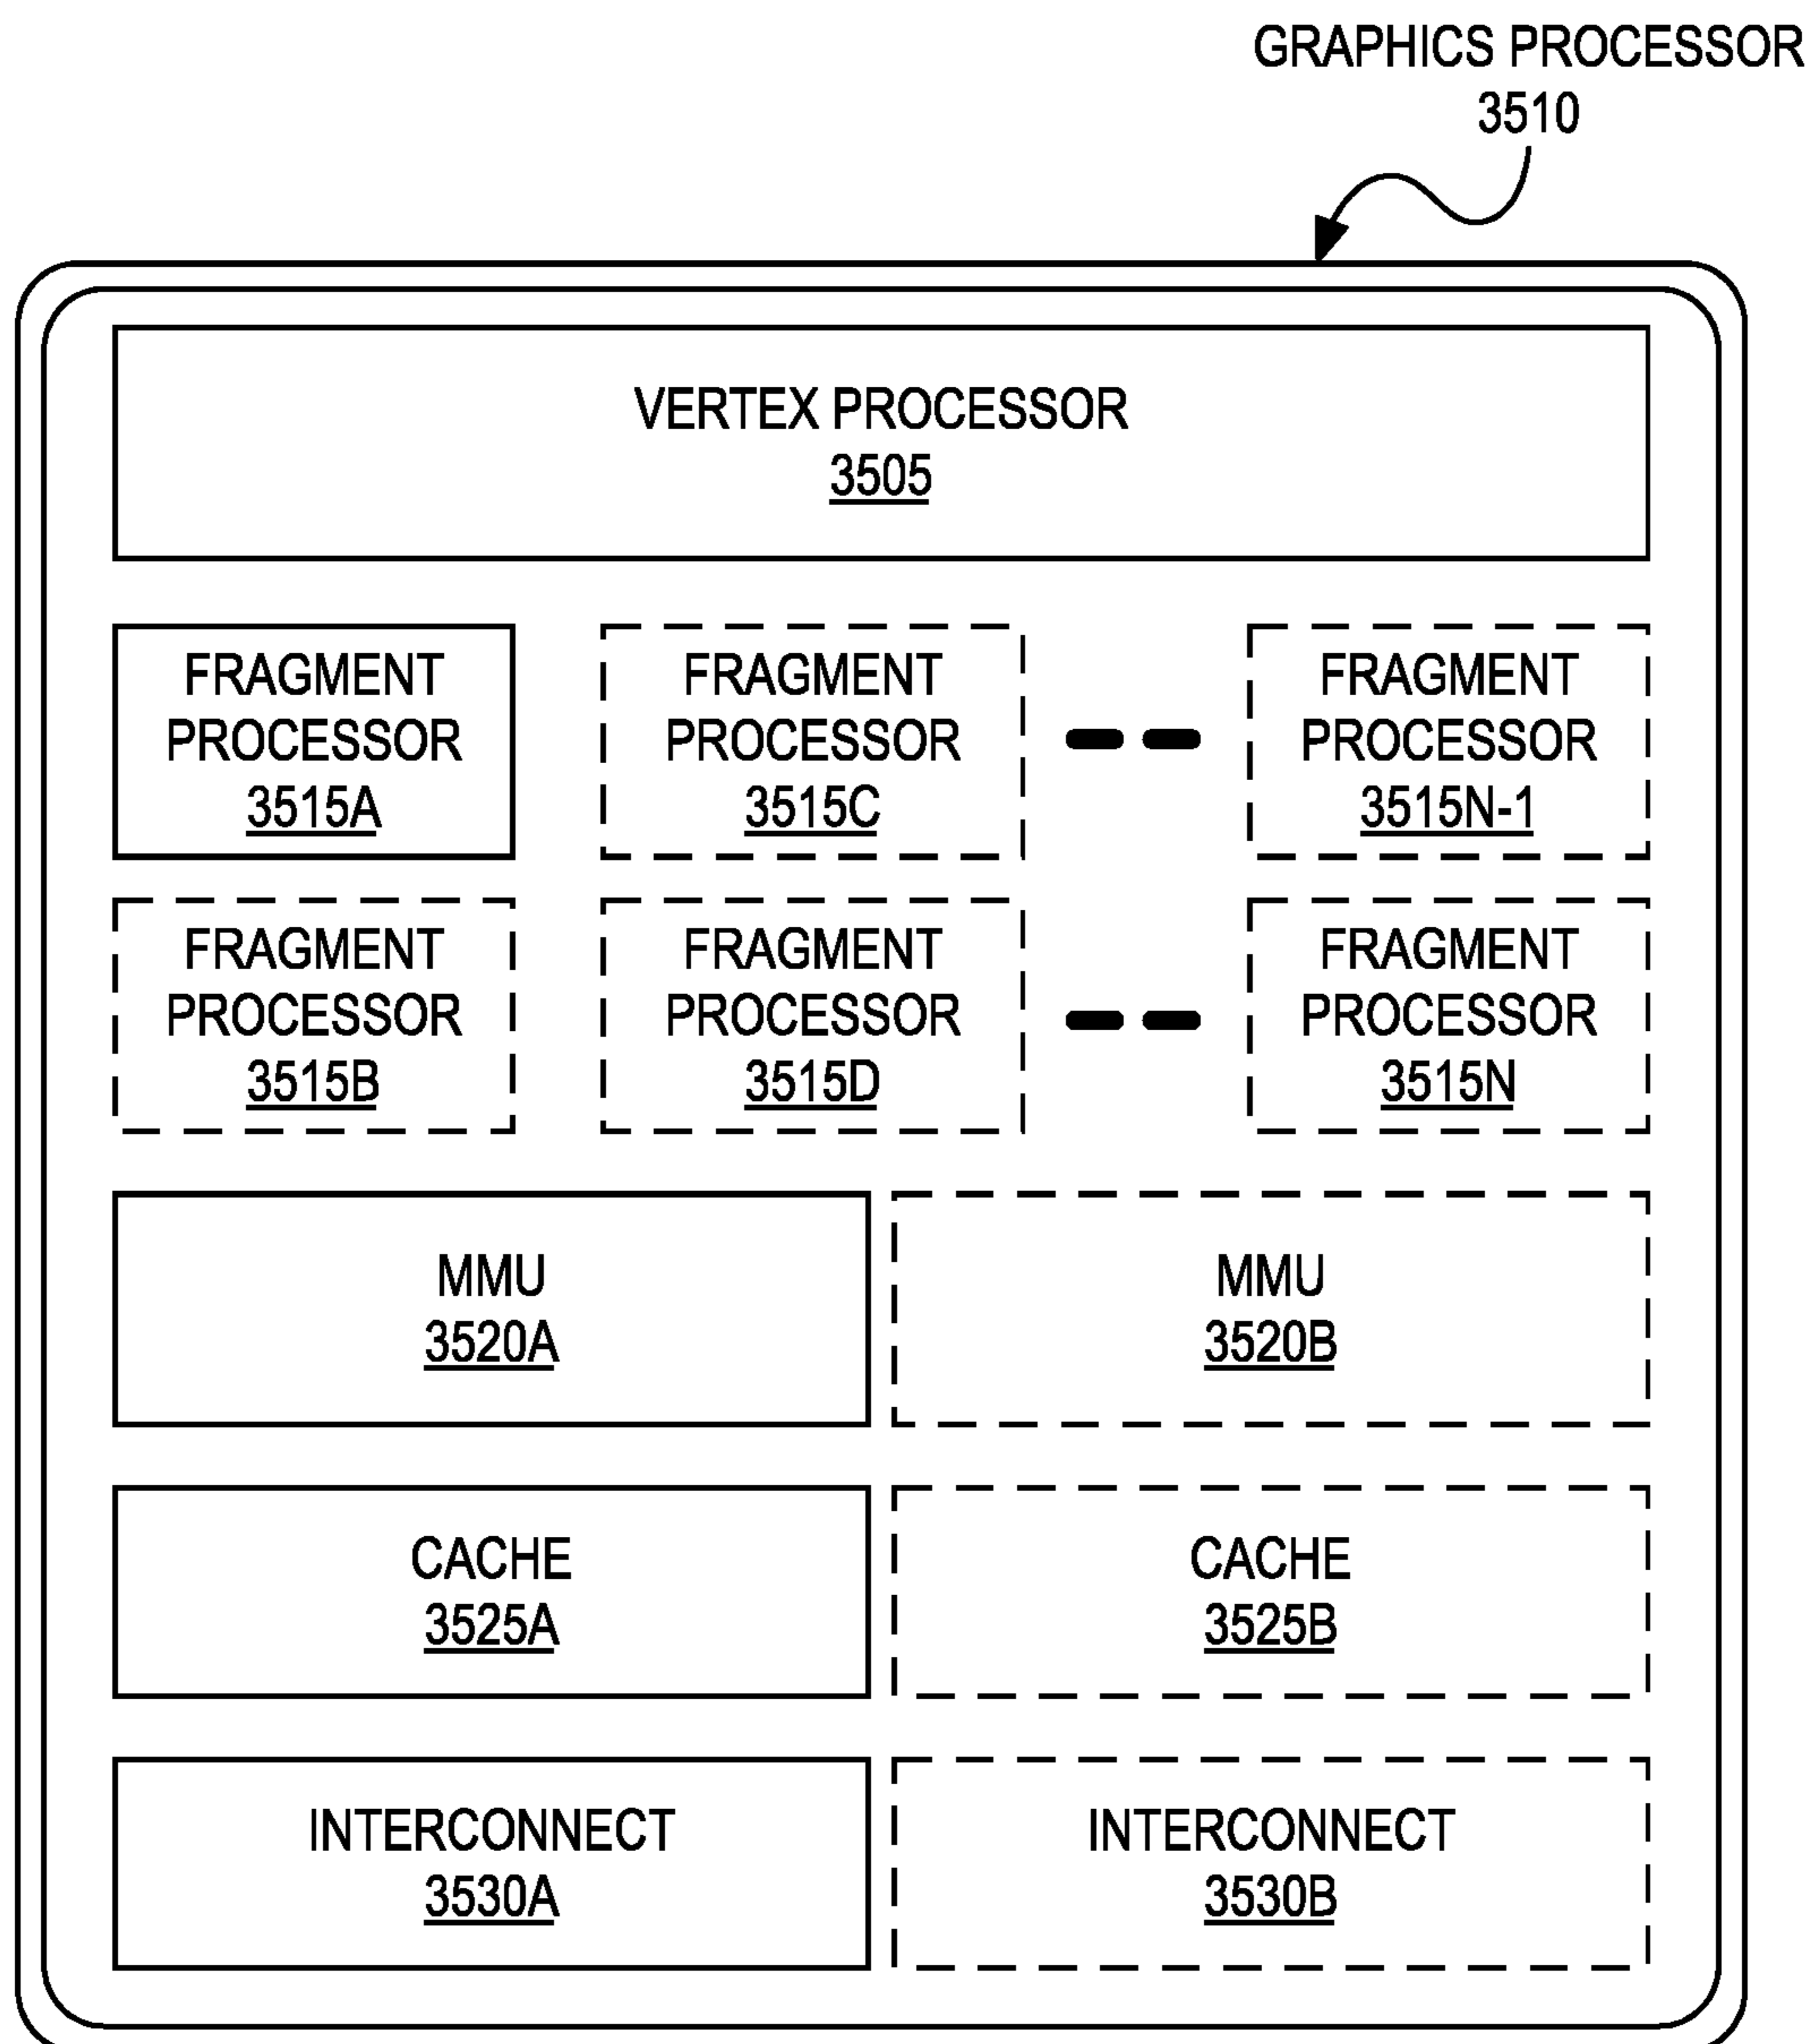 GRAPHICS PROCESSOR
3510
VERTEX PROCESSOR
3505
FRAGMENT
PROCESSOR
3515A
FRAGMENT
PROCESSOR
3515C
FRAGMENT
PROCESSOR
3515N-1
FRAGMENT
PROCESSOR
3515B
FRAGMENT
PROCESSOR
3515D
FRAGMENT
PROCESSOR
3515N
MMU
3520A
MMU
3520B
CACHE
3525A
CACHE
3525B
INTERCONNECT
3530A
INTERCONNECT
3530B